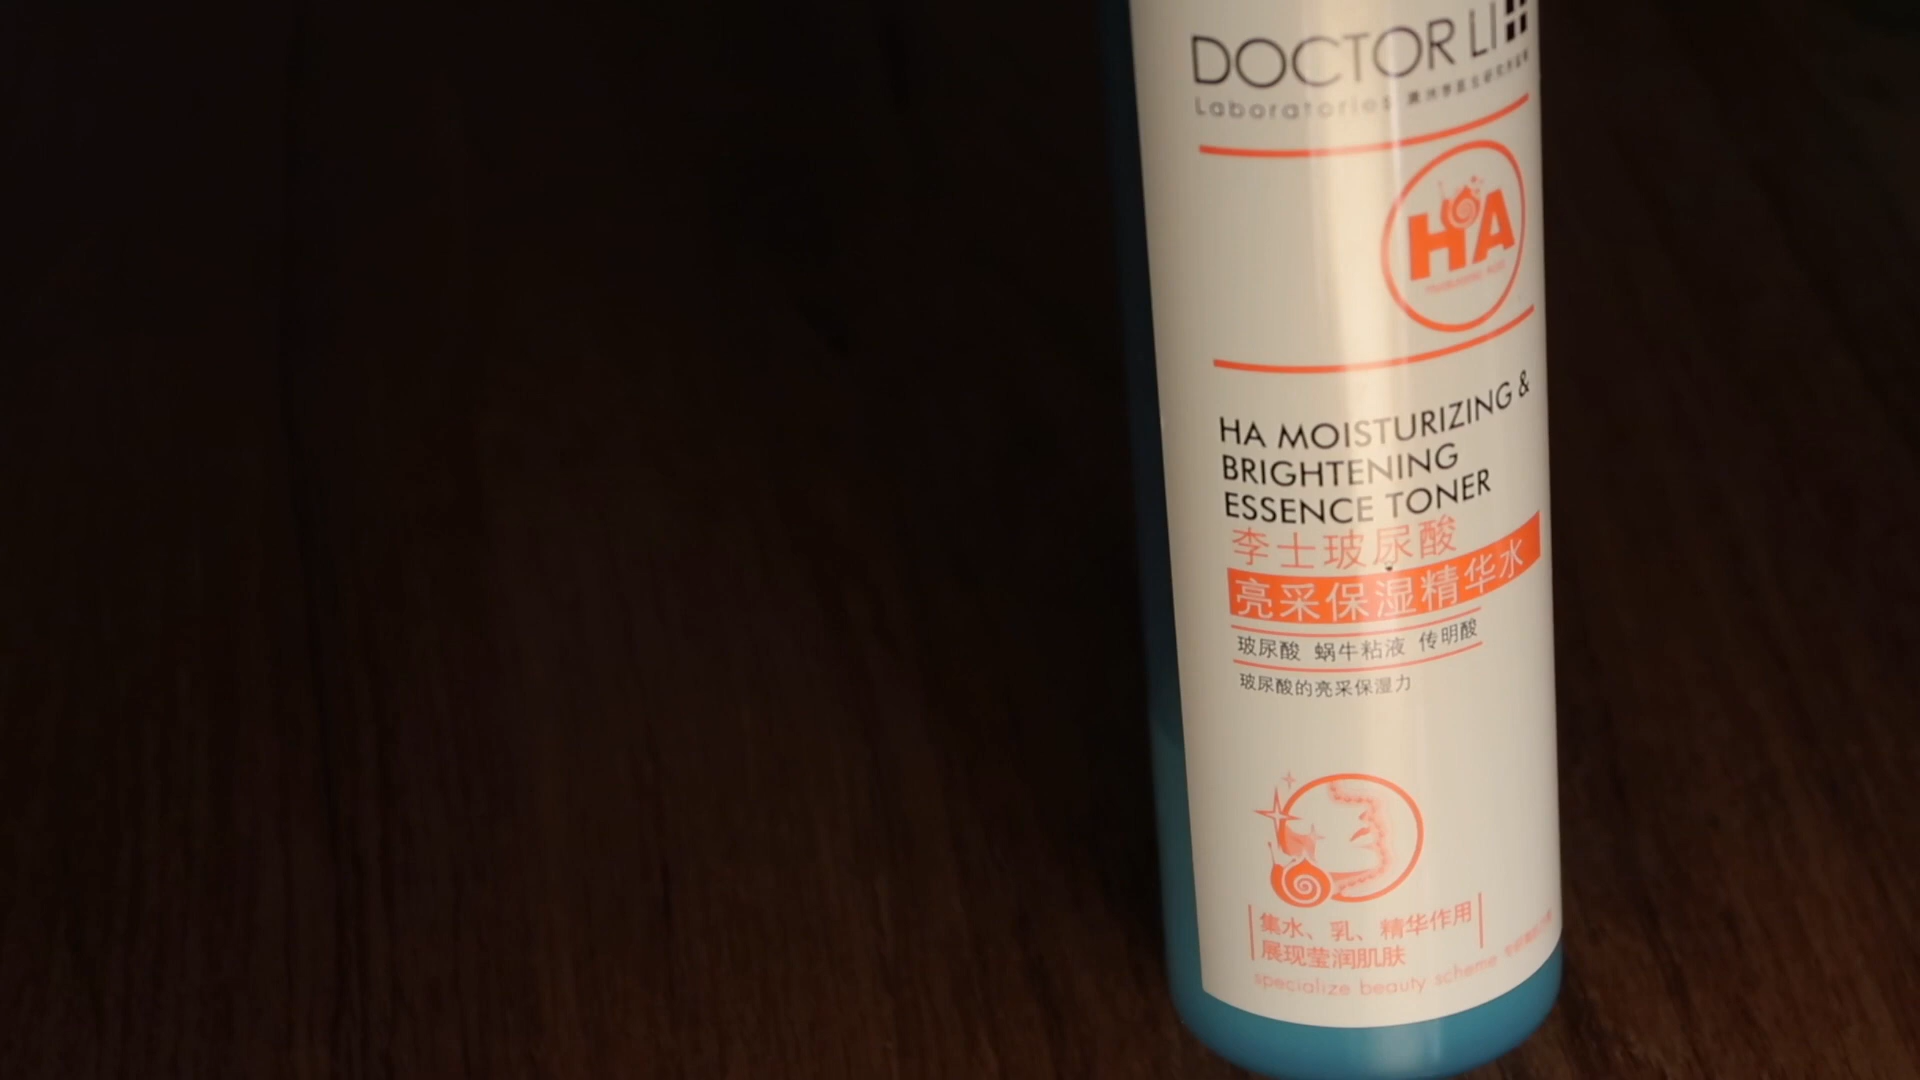 DOCTOR LI
Laboratories
HA
HA MOISTURIZING &
BRIGHTENING
ESSENCE TONER
李士玻尿酸
亮采保湿精华水
玻尿酸 蜗牛粘液 传明酸
玻尿酸的亮采保湿力
集水、乳、精华作用
展现莹润肌肤
specialize beauty scheme